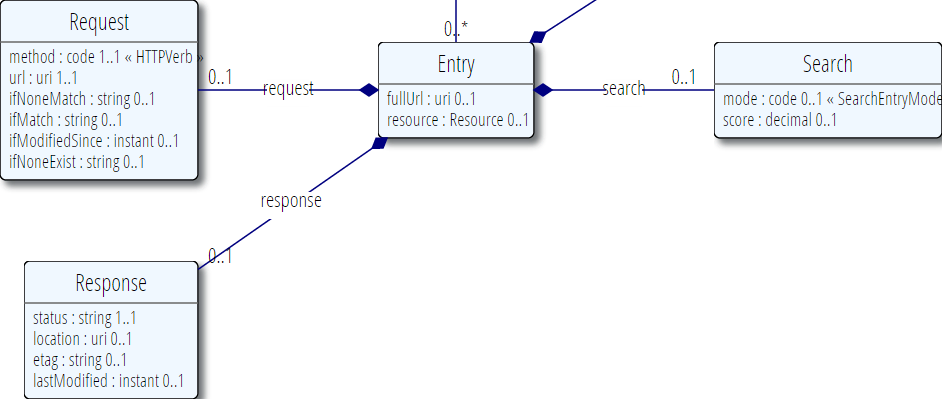 Request
method : code 1..1 « HTTPVerb »
url : uri 1..1
ifNoneMatch : string 0..1
ifMatch : string 0..1
ifModifiedSince : instant 0..1
ifNoneExist : string 0..1
0..1
request
0..*
Entry
fullUrl : uri 0..1
resource : Resource 0..1
search
0..1
Search
mode : code 0..1 « SearchEntryMode
score : decimal 0..1
response
0..1
Response
status : string 1..1
location : uri 0..1
etag : string 0..1
lastModified : instant 0..1